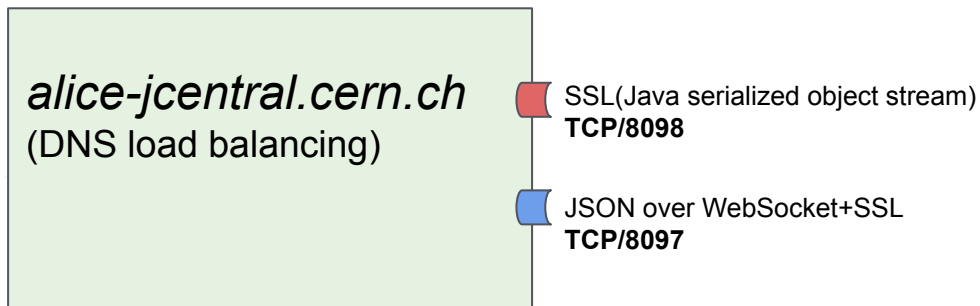 alice-jcentral.cern.ch
(DNS load balancing)
SSL(Java serialized object stream)
TCP/8098
JSON over WebSocket+SSL
TCP/8097